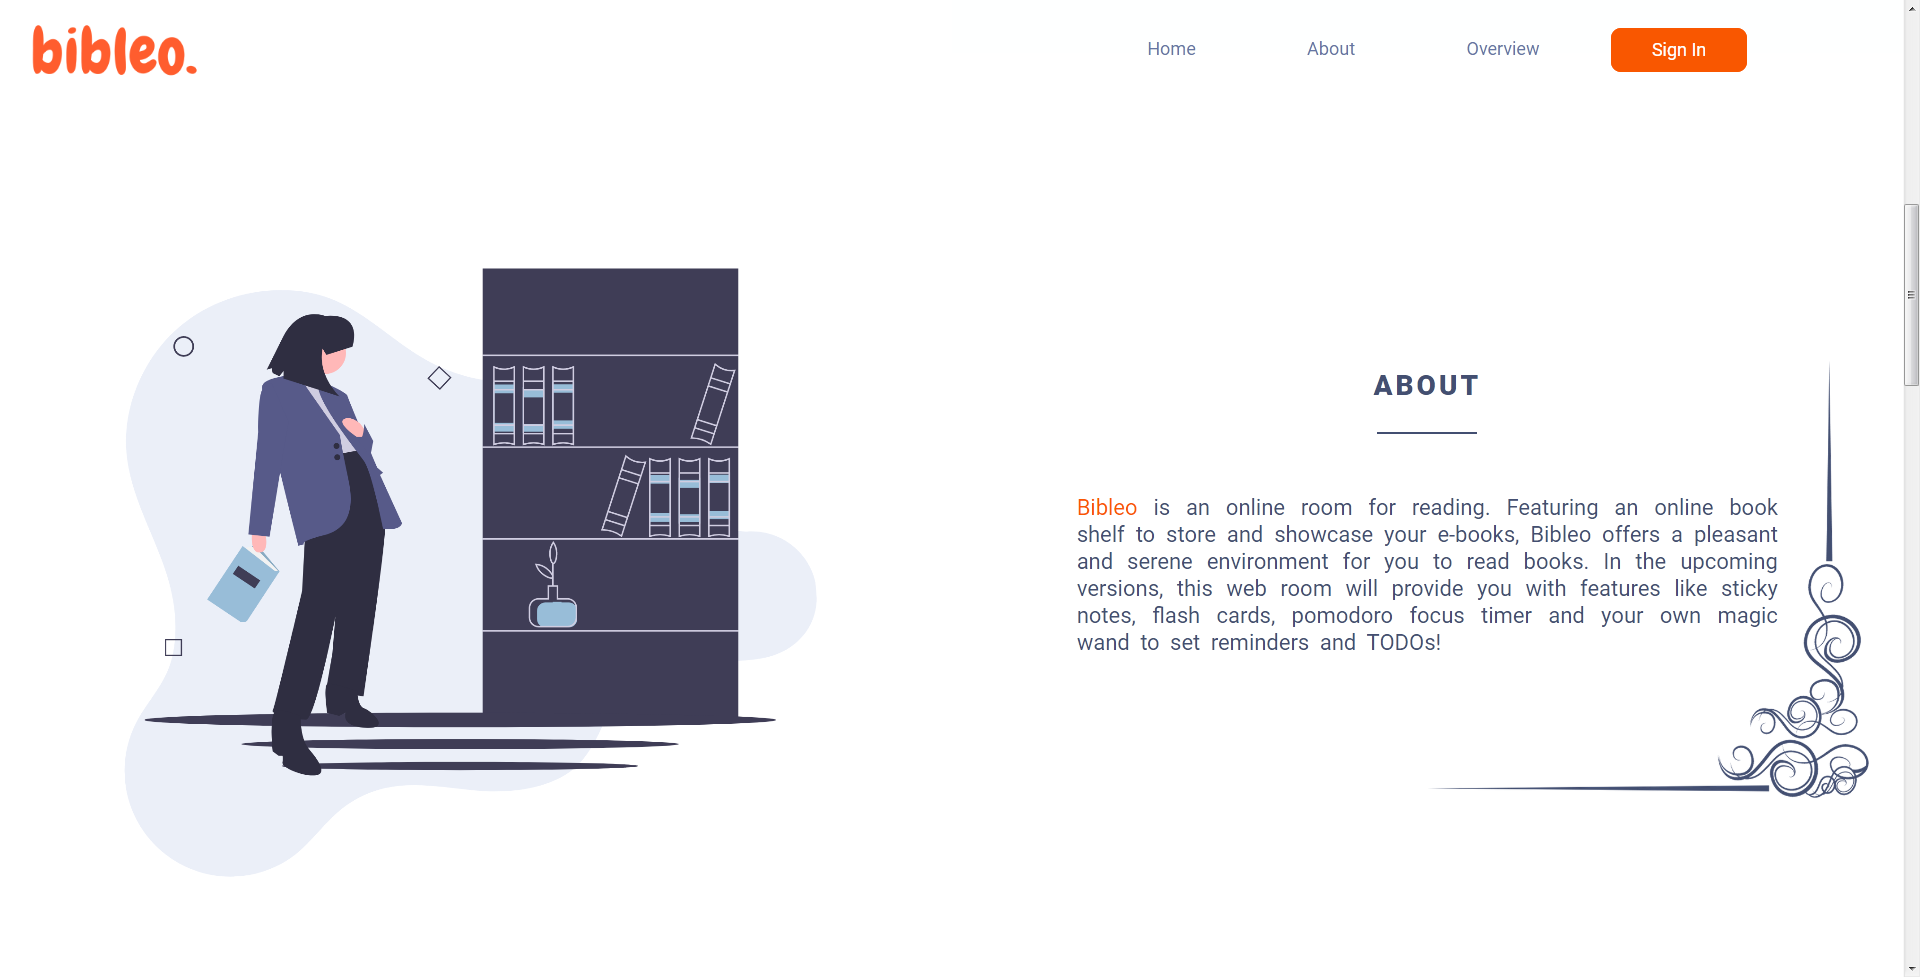 bibleo.
Home
About
Overview
Sign In
ABOUT
Bibleo is an online room for reading. Featuring an online book
shelf to store and showcase your e-books, Bibleo offers a pleasant
and serene environment for you to read books. In the upcoming
versions, this web room will provide you with features like sticky
notes, flash cards, pomodoro focus timer and your own magic
wand to set reminders and TODOs!